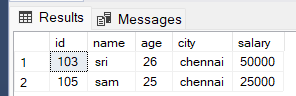 Results Messages
id name age city salary
1 103 sri 26 chennai 50000
2 105 sam 25 chennai 25000